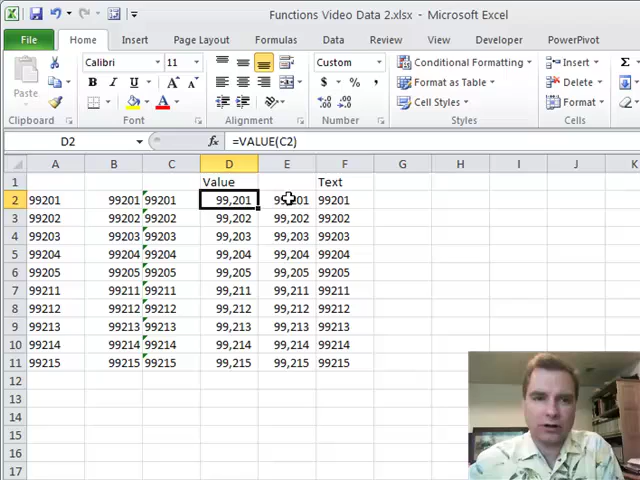 Functions Video Data 2.xlsx - Microsoft Excel
File Home Insert Page Layout Formulas Data Review View Developer PowerPivot
Calibri 11 A A Custom Conditional Formatting Insert Σ
Paste B I U A $ % , Format as Table Delete
Cell Styles Format
Clipboard Font Alignment Number Styles Cells
D2 fx =VALUE(C2)
A B C D E F G H I J K
1 Value Text
2 99201 99201 99201 99,201 99201
3 99202 99202 99202 99,202 99,202 99202
4 99203 99203 99203 99,203 99,203 99203
5 99204 99204 99204 99,204 99,204 99204
6 99205 99205 99205 99,205 99,205 99205
7 99211 99211 99211 99,211 99,211 99211
8 99212 99212 99212 99,212 99,212 99212
9 99213 99213 99213 99,213 99,213 99213
10 99214 99214 99214 99,214 99,214 99214
11 99215 99215 99215 99,215 99,215 99215
12
13
14
15
16
17